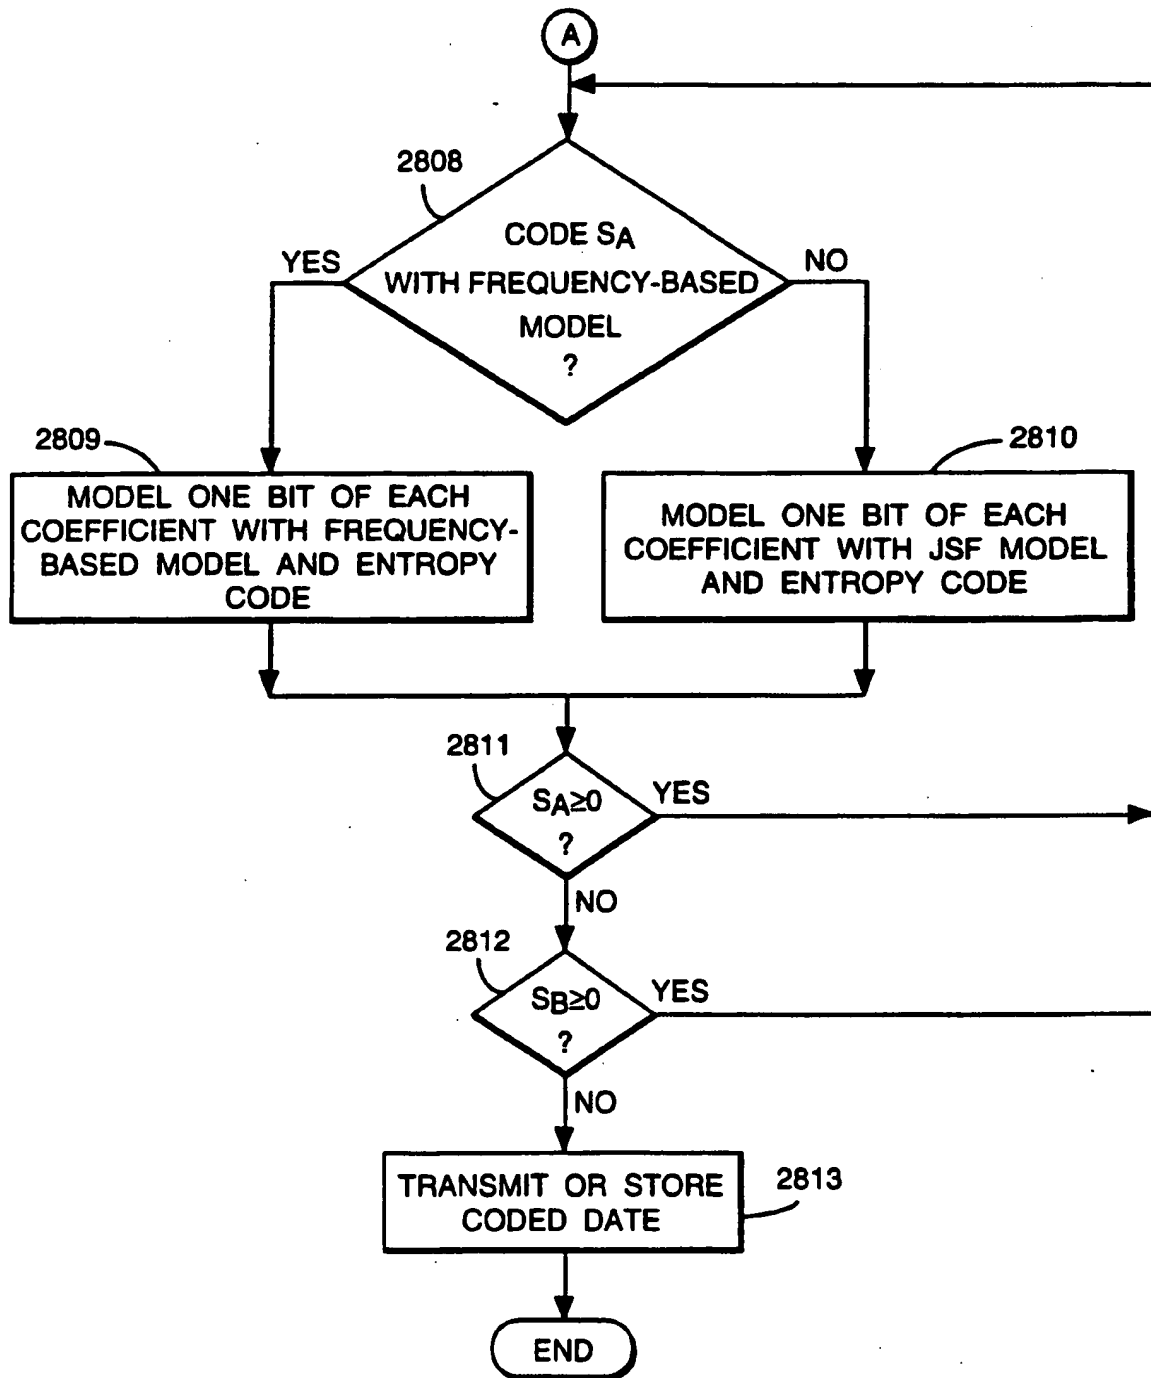 A
2808
CODE SA
WITH FREQUENCY-BASED
MODEL
?
YES
NO
2809
2810
MODEL ONE BIT OF EACH
COEFFICIENT WITH FREQUENCY-
BASED MODEL AND ENTROPY
CODE
MODEL ONE BIT OF EACH
COEFFICIENT WITH JSF MODEL
AND ENTROPY CODE
2811
SA≥0
?
YES
NO
2812
SB≥0
?
YES
NO
TRANSMIT OR STORE
CODED DATE
2813
END